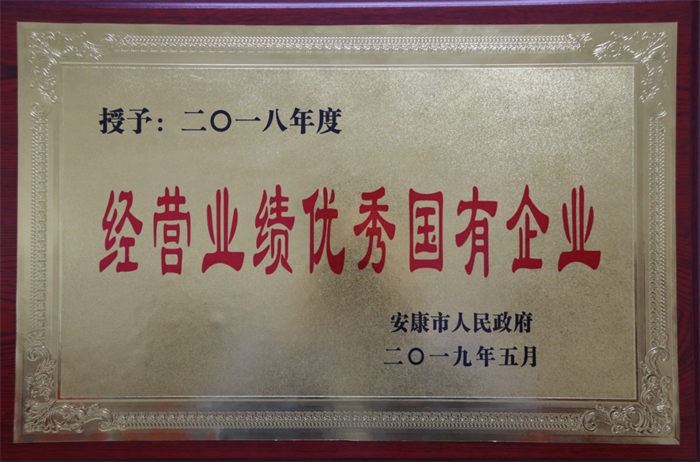 授予：二〇一八年度
经营业绩优秀国有企业
安康市人民政府
二〇一九年五月